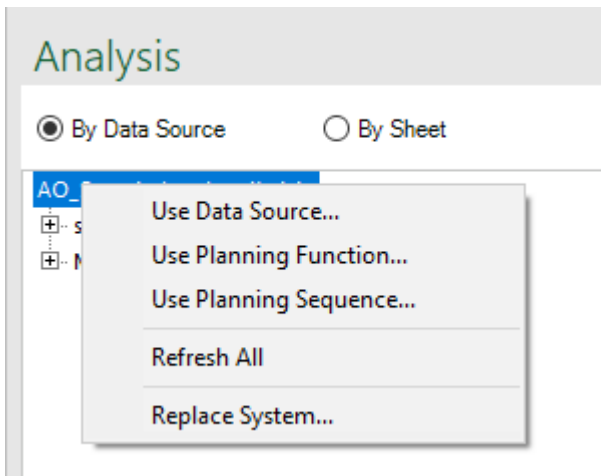 Analysis
By Data Source
By Sheet
AO_
Use Data Source...
Use Planning Function...
Use Planning Sequence...
Refresh All
Replace System...